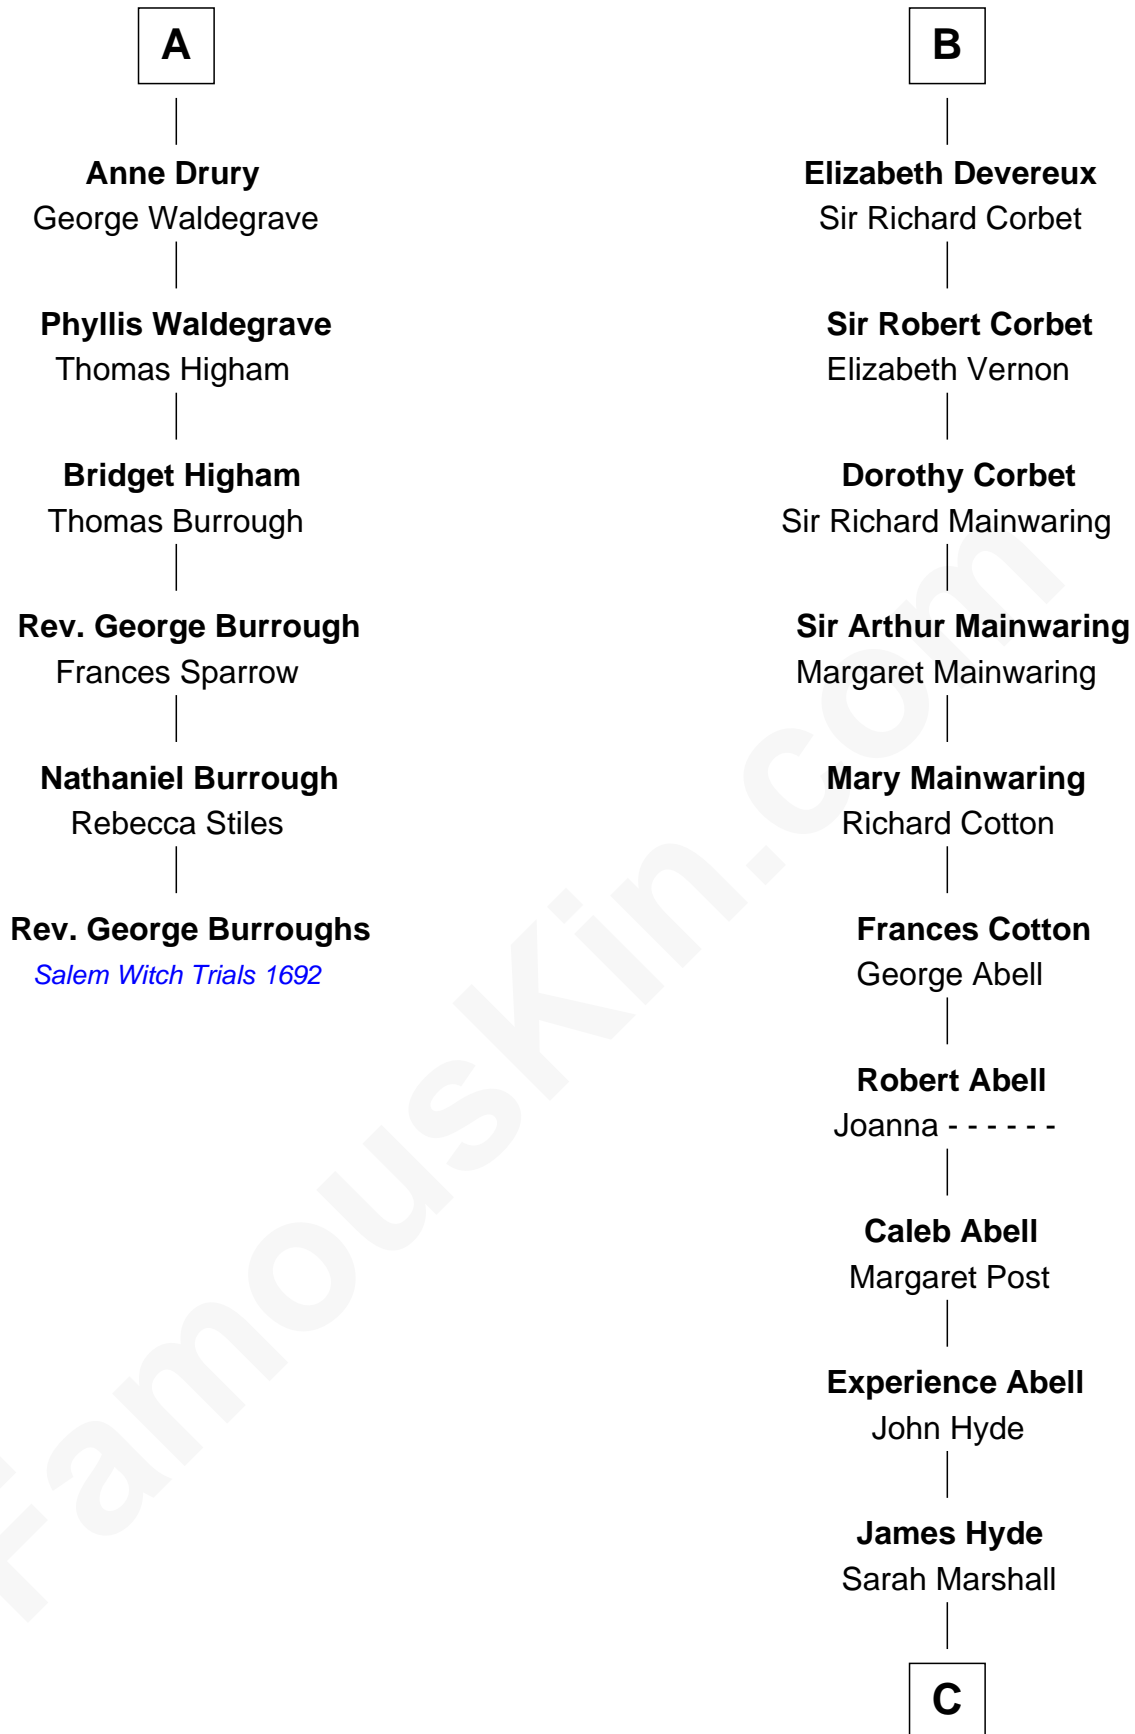 A
Anne Drury
George Waldegrave
Phyllis Waldegrave
Thomas Higham
Bridget Higham
Thomas Burrough
Rev. George Burrough
Frances Sparrow
Nathaniel Burrough
Rebecca Stiles
Rev. George Burroughs
Salem Witch Trials 1692
B
Elizabeth Devereux
Sir Richard Corbet
Sir Robert Corbet
Elizabeth Vernon
Dorothy Corbet
Sir Richard Mainwaring
Sir Arthur Mainwaring
Margaret Mainwaring
Mary Mainwaring
Richard Cotton
Frances Cotton
George Abell
Robert Abell
Joanna - - - - - -
Caleb Abell
Margaret Post
Experience Abell
John Hyde
James Hyde
Sarah Marshall
C
FamousKin.com